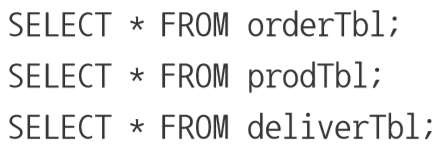 SELECT * FROM orderTbl;
SELECT * FROM prodTbl;
SELECT * FROM deliverTbl;